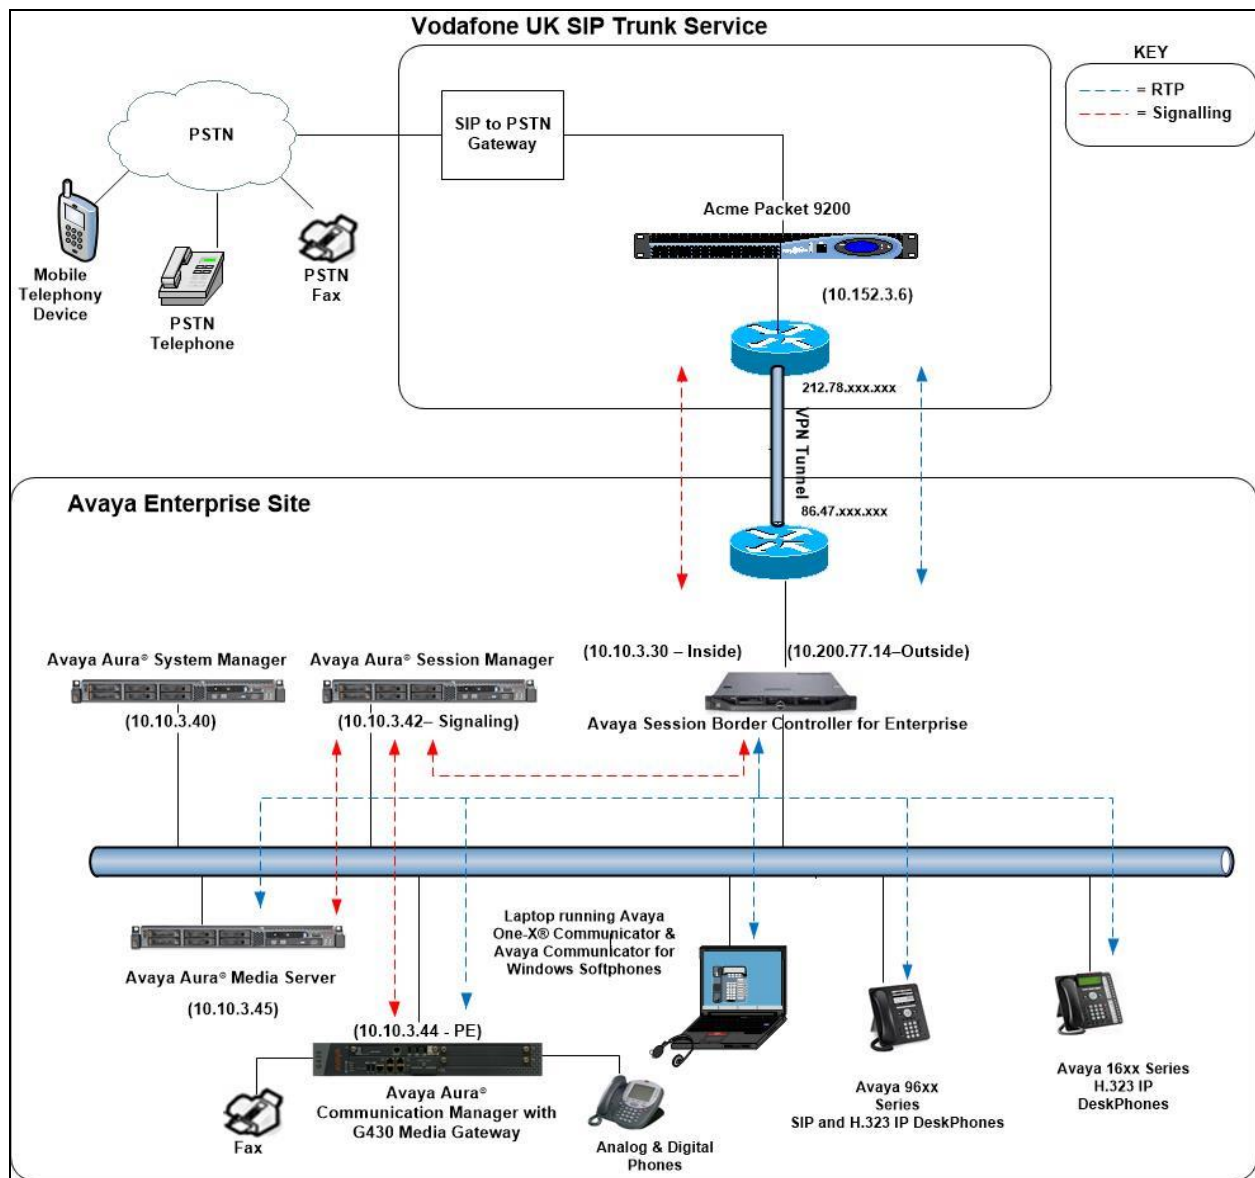 Vodafone UK SIP Trunk Service
KEY
= RTP
= Signalling
PSTN
SIP to PSTN
Gateway
Acme Packet 9200
(10.152.3.6)
Mobile
Telephony
Device
PSTN
Telephone
PSTN
Fax
212.78.xxx.xxx
VPN Tunnel
86.47.xxx.xxx
Avaya Enterprise Site
Avaya Aura® System Manager
(10.10.3.40)
Avaya Aura® Session Manager
(10.10.3.42– Signaling)
(10.10.3.30 – Inside)
(10.200.77.14–Outside)
Avaya Session Border Controller for Enterprise
Avaya Aura® Media Server
(10.10.3.45)
Laptop running Avaya
One-X® Communicator &
Avaya Communicator for
Windows Softphones
(10.10.3.44 - PE)
Avaya Aura®
Communication Manager with
G430 Media Gateway
Fax
Analog & Digital
Phones
Avaya 96xx
Series
SIP and H.323 IP DeskPhones
Avaya 16xx Series
H.323 IP
DeskPhones